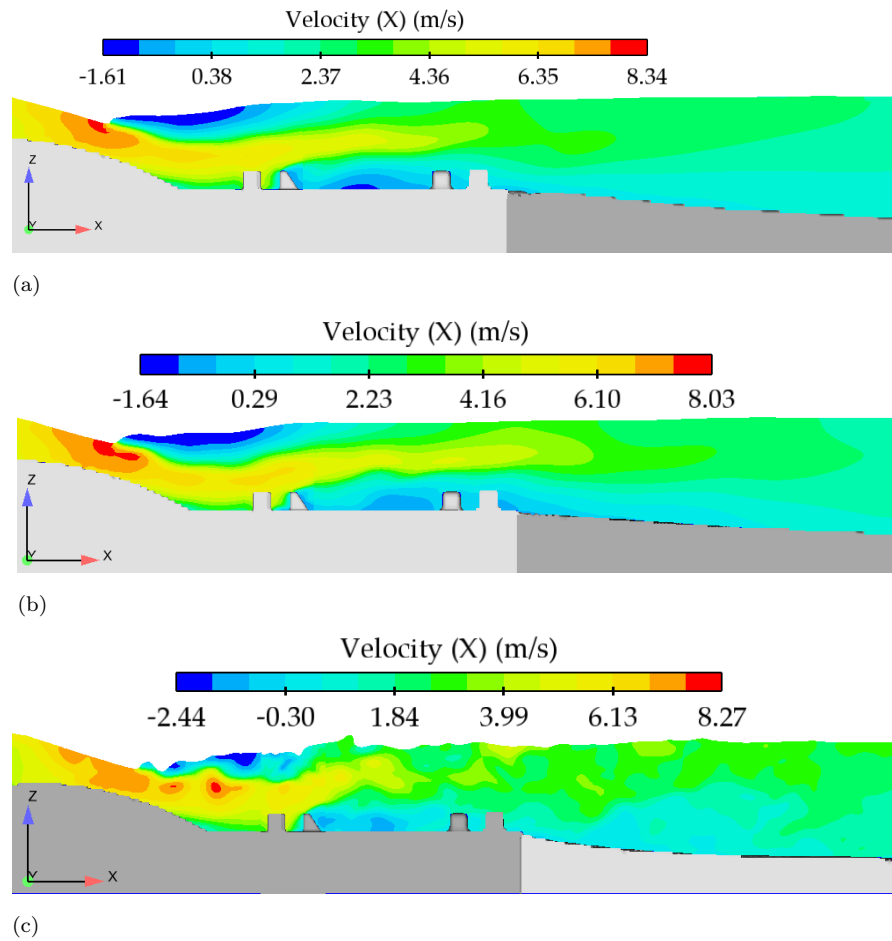 Velocity (X) (m/s)
-1.61 0.38 2.37 4.36 6.35 8.34
Z
Y
X
(a)
Velocity (X) (m/s)
-1.64 0.29 2.23 4.16 6.10 8.03
Z
Y
X
(b)
Velocity (X) (m/s)
-2.44 -0.30 1.84 3.99 6.13 8.27
Z
Y
X
(c)